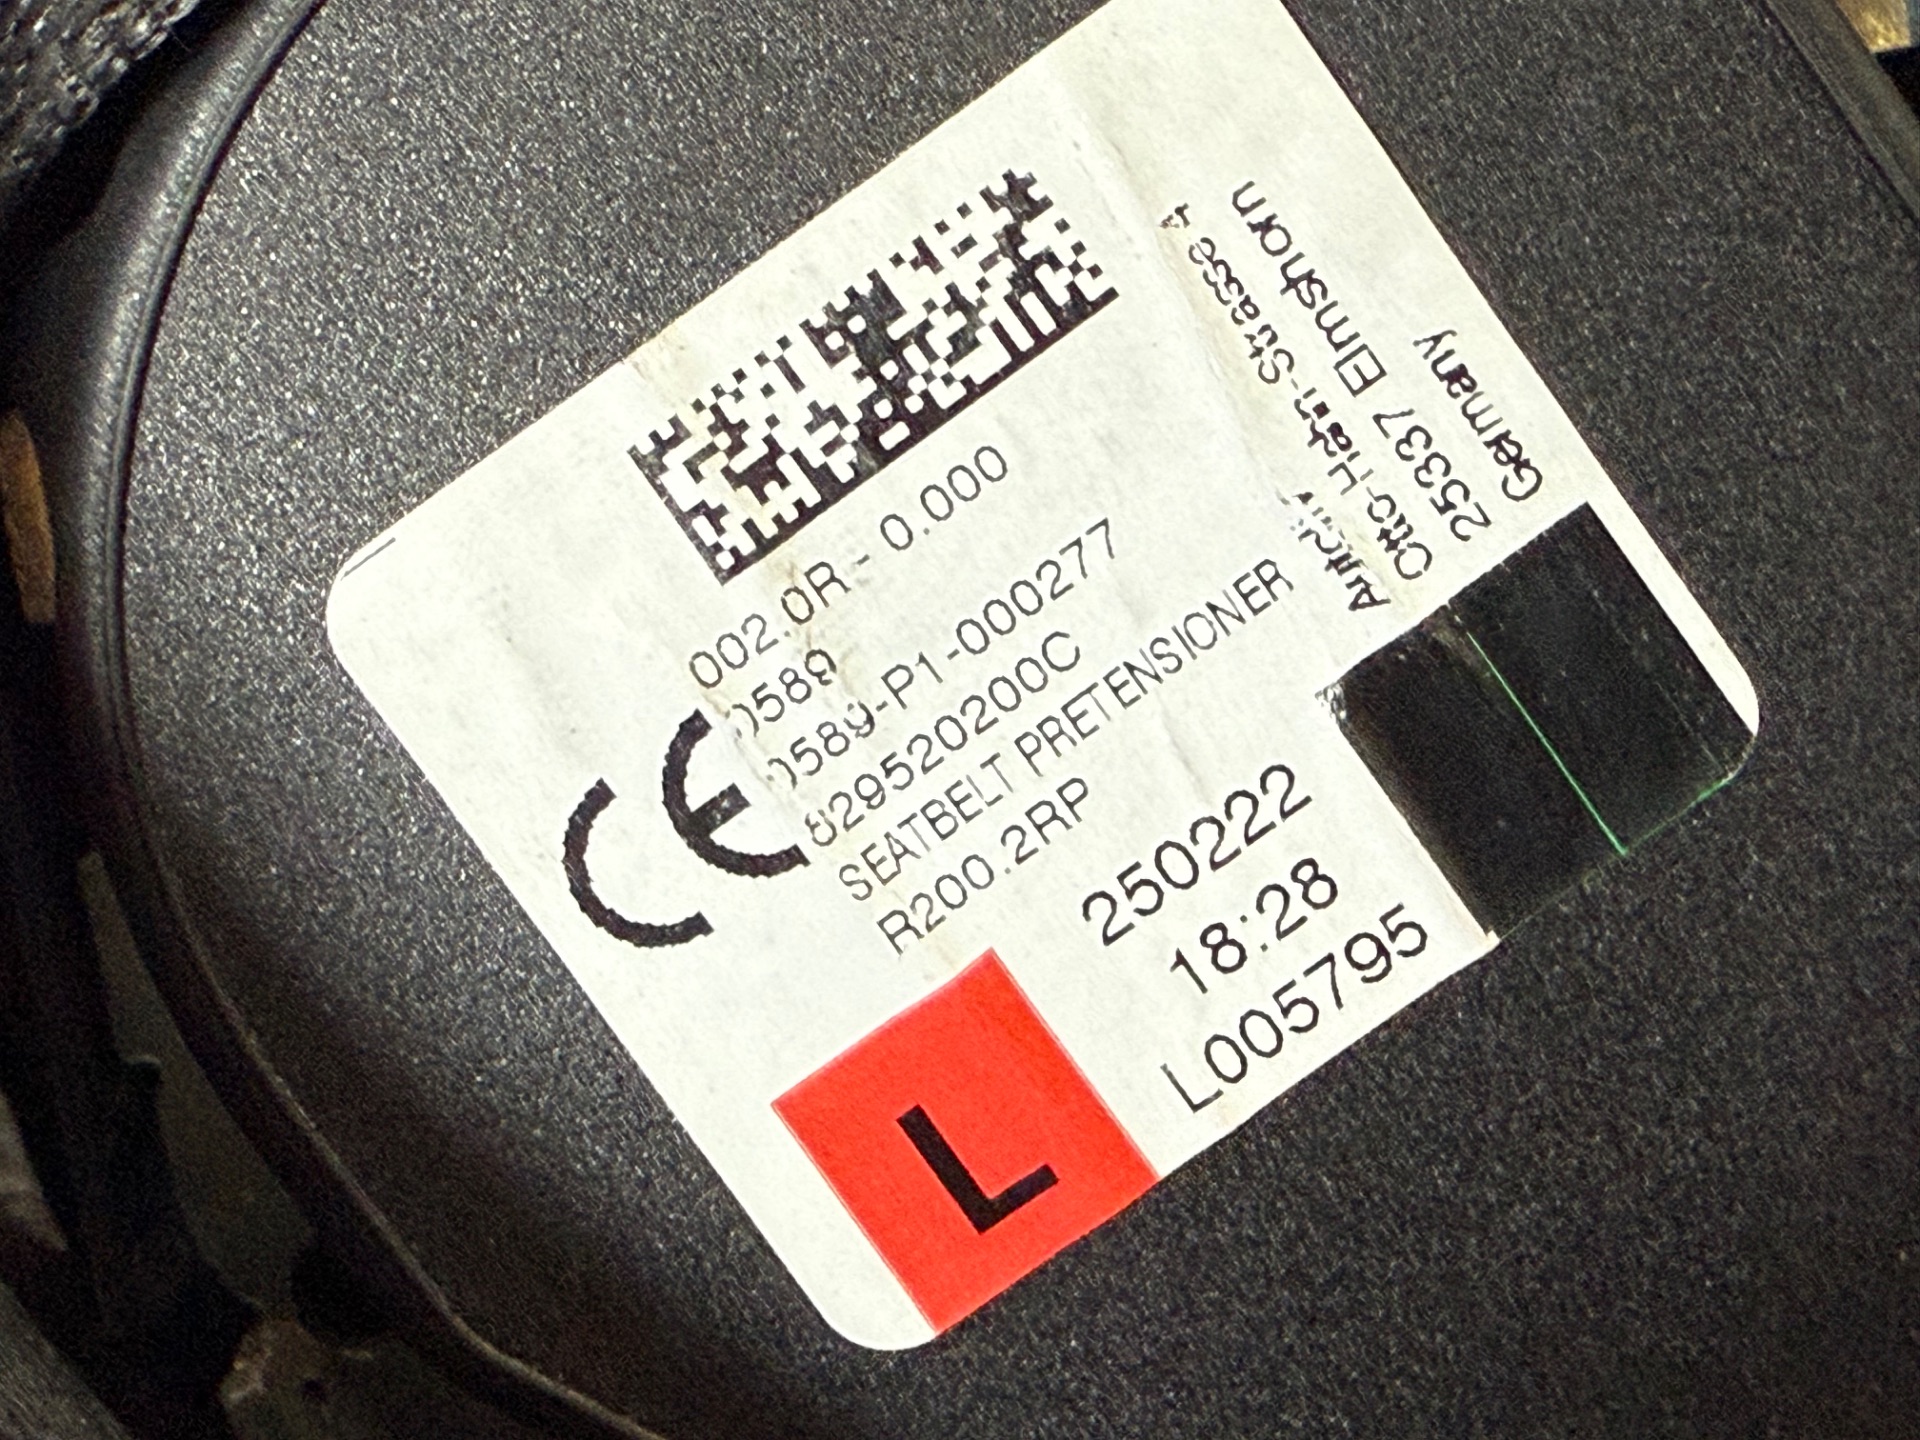 002.0R - 0.000
0589
0589-P1-000277
CE
829520200C
SEATBELT PRETENSIONER
R200.2RP
250222
18:28
L005795
L
Autoliv
Otto-Hahn-Strasse 4
25337 Elmshorn
Germany